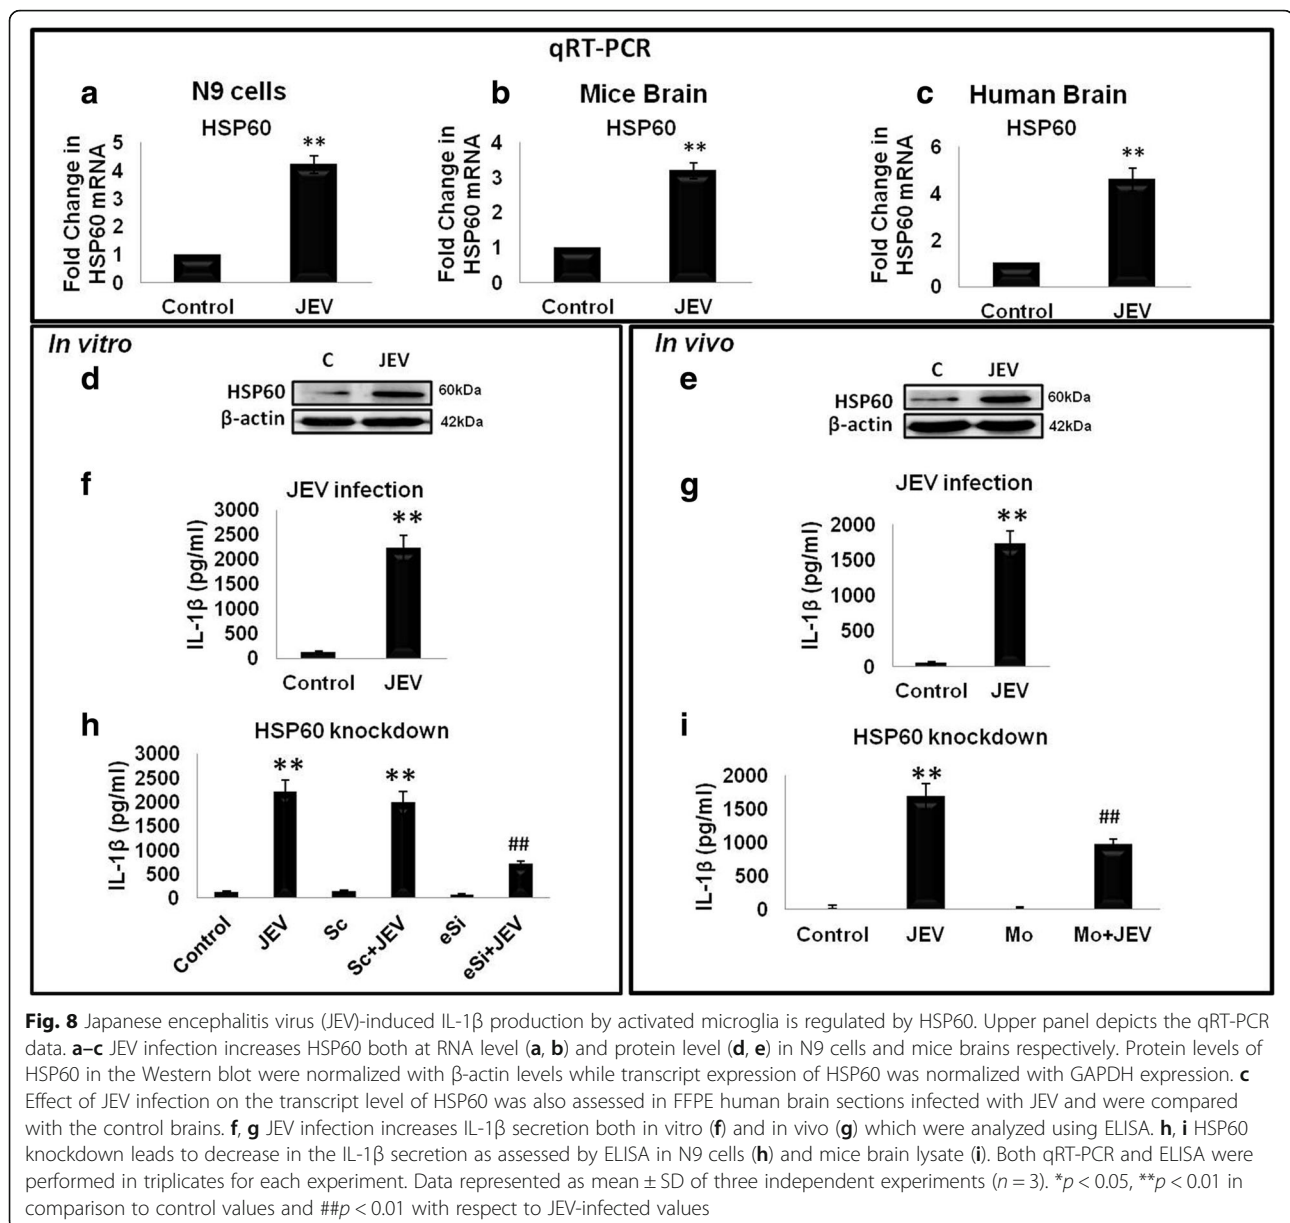 qRT-PCR
a
N9 cells
HSP60
Fold Change in
HSP60 mRNA
5
4
3
2
1
0
**
Control
JEV
b
Mice Brain
HSP60
Fold Change in
HSP60 mRNA
4
3
2
1
0
**
Control
JEV
c
Human Brain
HSP60
Fold Change in
HSP60 mRNA
6
4
2
0
**
Control
JEV
In vitro
d
C JEV
HSP60 60kDa
β-actin 42kDa
f
JEV infection
IL-1β (pg/ml)
3000
2500
2000
1500
1000
500
0
**
Control JEV
h
HSP60 knockdown
IL-1β (pg/ml)
3000
2500
2000
1500
1000
500
0
** ** ##
Control JEV Sc Sc+JEV eSi eSi+JEV
In vivo
e
C JEV
HSP60 60kDa
β-actin 42kDa
g
JEV infection
IL-1β (pg/ml)
2000
1500
1000
500
0
**
Control JEV
i
HSP60 knockdown
IL-1β (pg/ml)
2000
1500
1000
500
0
** ##
Control JEV Mo Mo+JEV
Fig. 8 Japanese encephalitis virus (JEV)-induced IL-1β production by activated microglia is regulated by HSP60. Upper panel depicts the qRT-PCR
data. a–c JEV infection increases HSP60 both at RNA level (a, b) and protein level (d, e) in N9 cells and mice brains respectively. Protein levels of
HSP60 in the Western blot were normalized with β-actin levels while transcript expression of HSP60 was normalized with GAPDH expression. c
Effect of JEV infection on the transcript level of HSP60 was also assessed in FFPE human brain sections infected with JEV and were compared
with the control brains. f, g JEV infection increases IL-1β secretion both in vitro (f) and in vivo (g) which were analyzed using ELISA. h, i HSP60
knockdown leads to decrease in the IL-1β secretion as assessed by ELISA in N9 cells (h) and mice brain lysate (i). Both qRT-PCR and ELISA were
performed in triplicates for each experiment. Data represented as mean ± SD of three independent experiments (n = 3). *p < 0.05, **p < 0.01 in
comparison to control values and ##p < 0.01 with respect to JEV-infected values